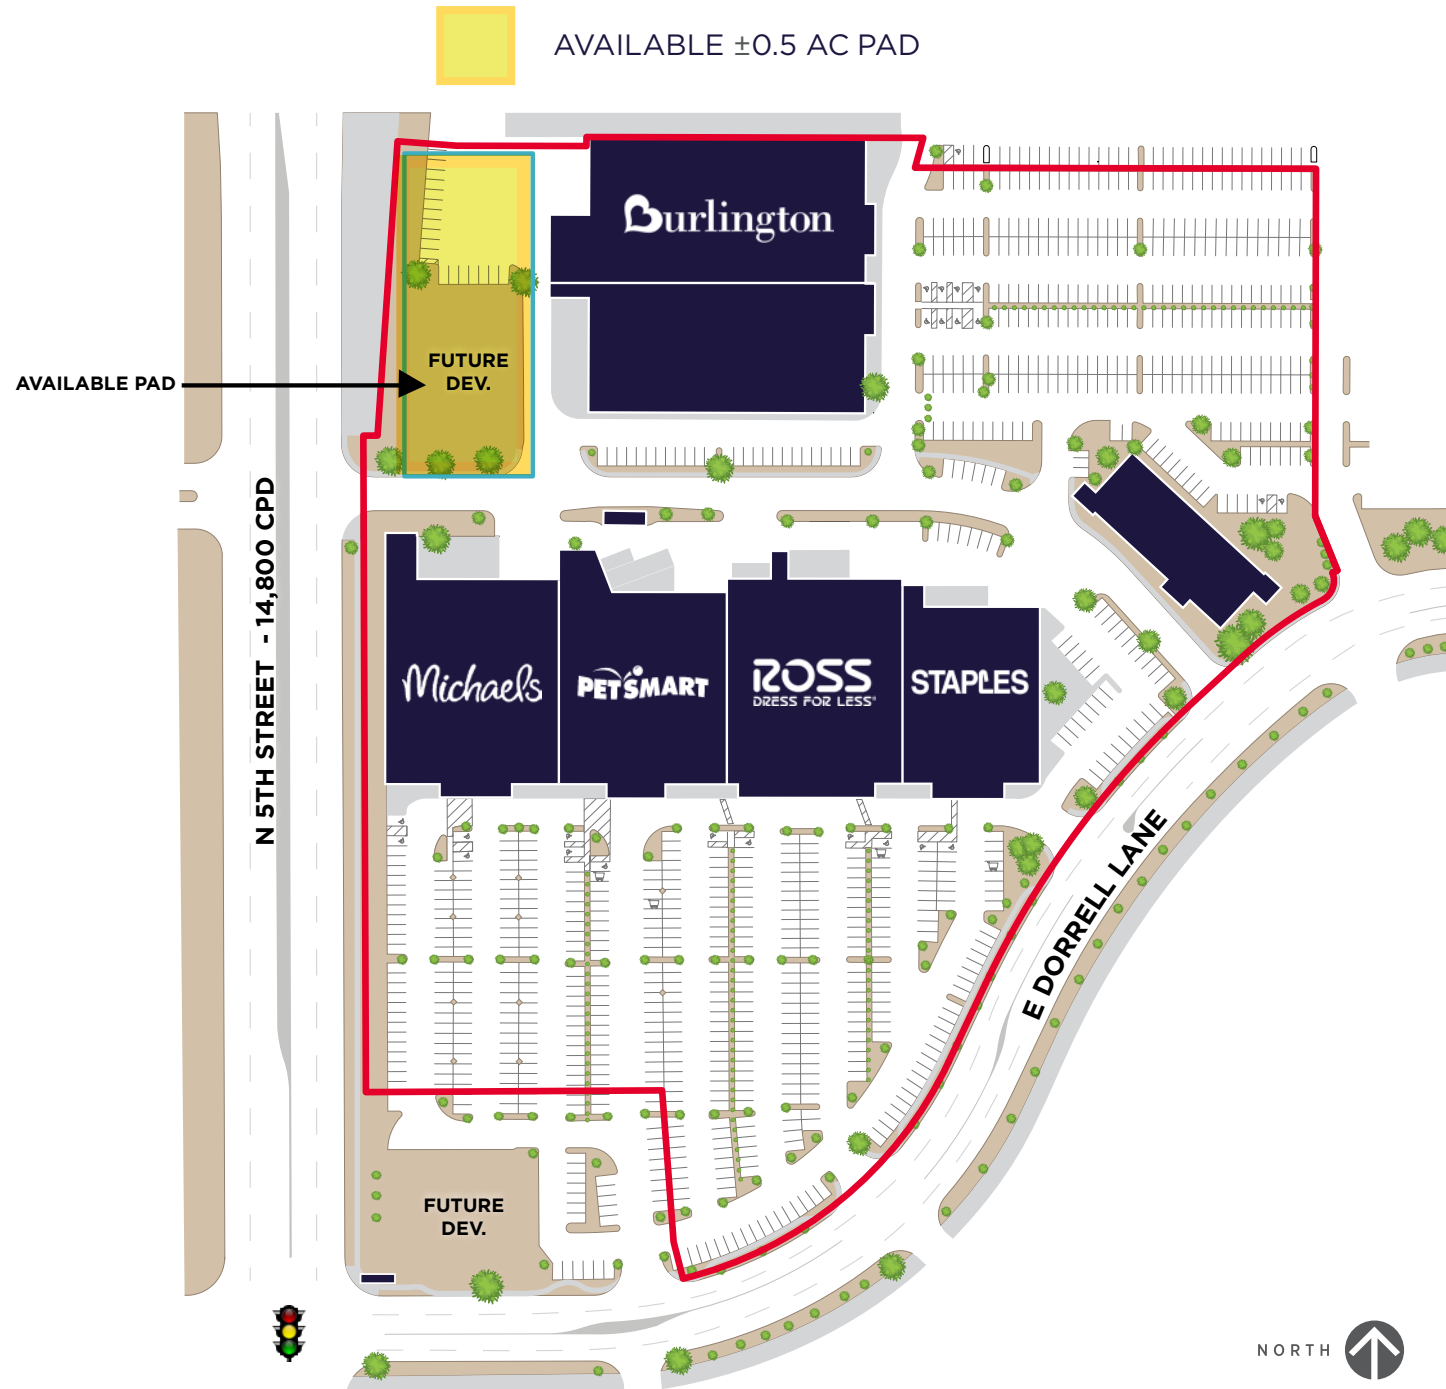 AVAILABLE ±0.5 AC PAD
Burlington
FUTURE
DEV.
AVAILABLE PAD
N 5TH STREET - 14,800 CPD
Michaels
PETSMART
ROSS
DRESS FOR LESS®
STAPLES
E DORRELL LANE
FUTURE
DEV.
NORTH